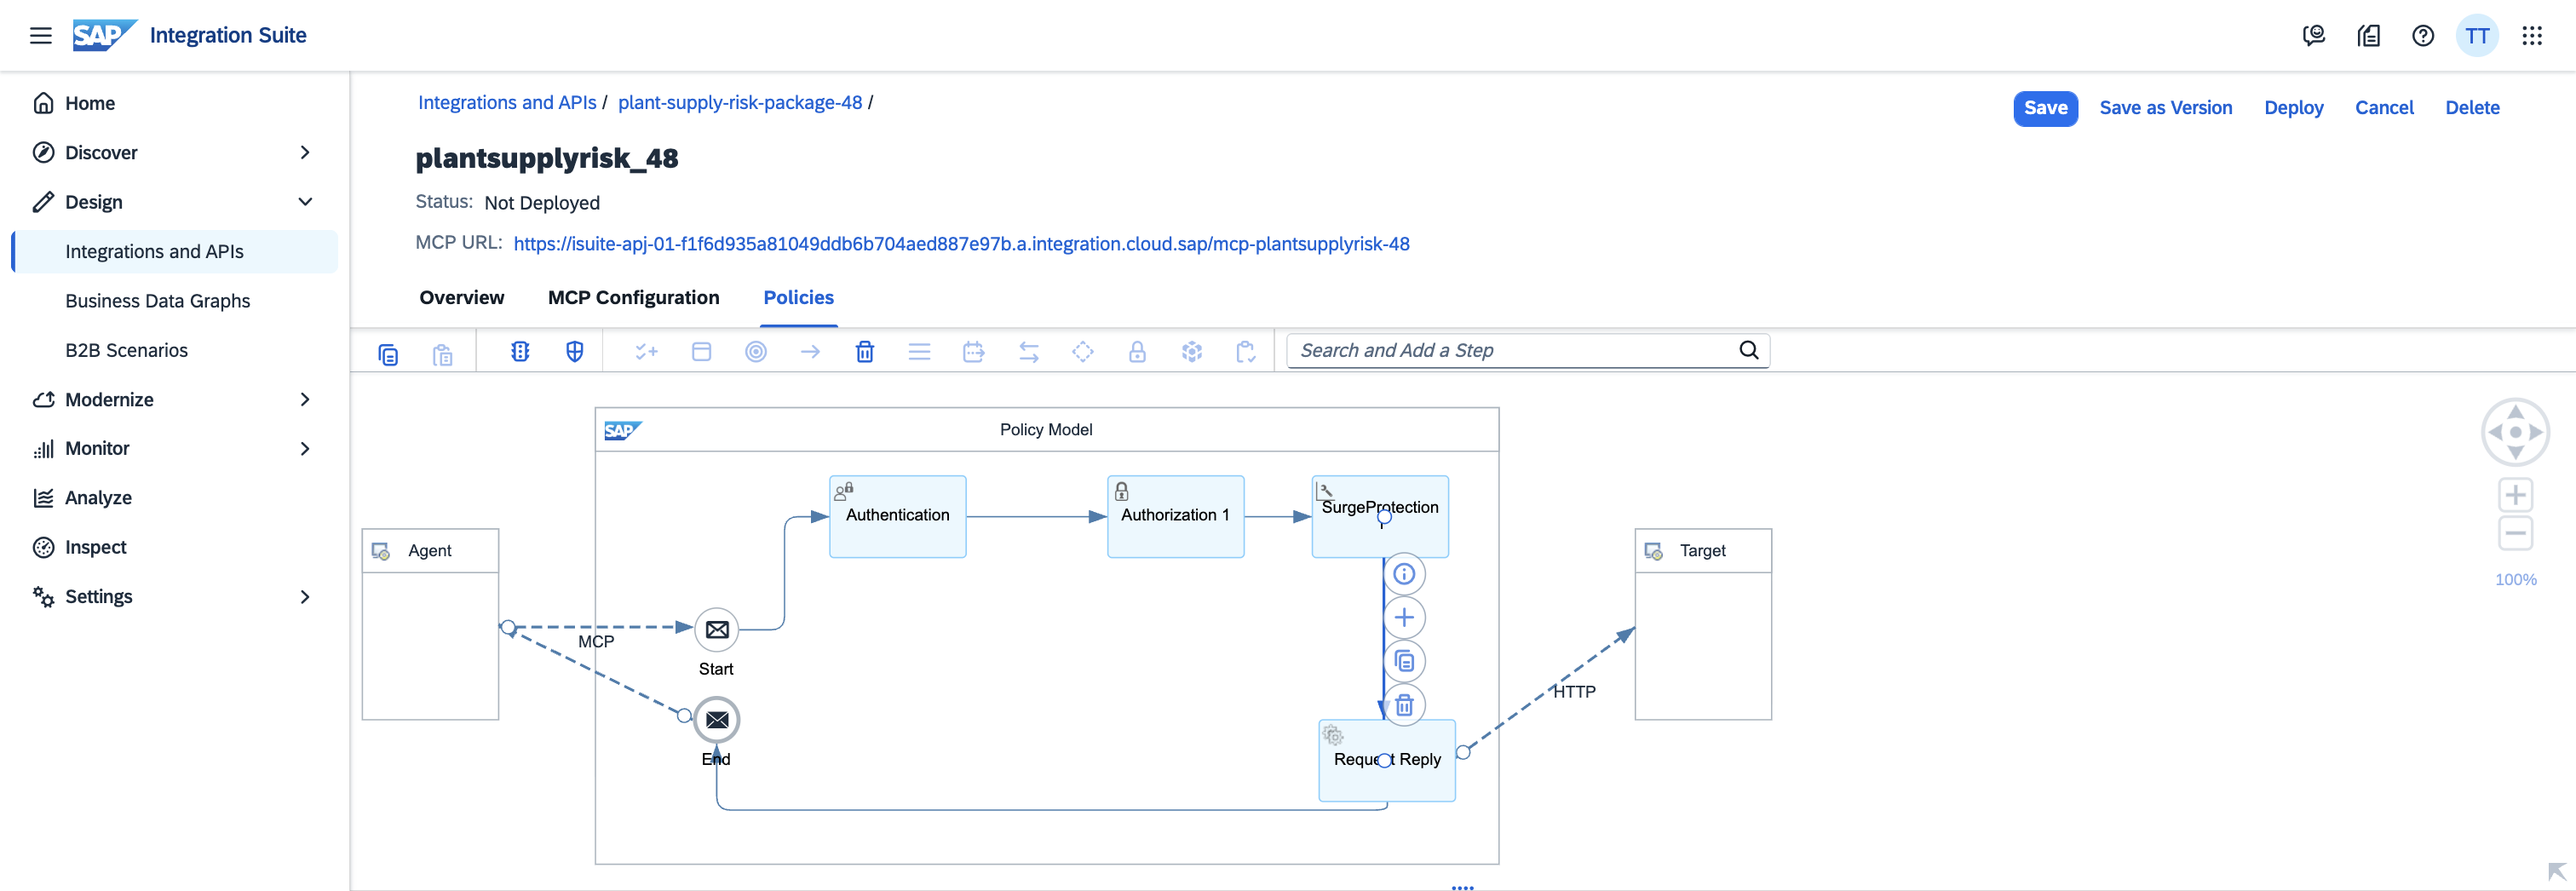 SAP Integration Suite
TT
Home
Discover
Design
Integrations and APIs
Business Data Graphs
B2B Scenarios
Modernize
Monitor
Analyze
Inspect
Settings
Integrations and APIs / plant-supply-risk-package-48 /
Save Save as Version Deploy Cancel Delete
plantsupplyrisk_48
Status: Not Deployed
MCP URL: https://isuite-apj-01-f1f6d935a81049ddb6b704aed887e97b.a.integration.cloud.sap/mcp-plantsupplyrisk-48
Overview MCP Configuration Policies
Search and Add a Step
SAP Policy Model
Authentication
Authorization 1
SurgeProtection
Agent
MCP
Start
End
Request Reply
HTTP
Target
100%